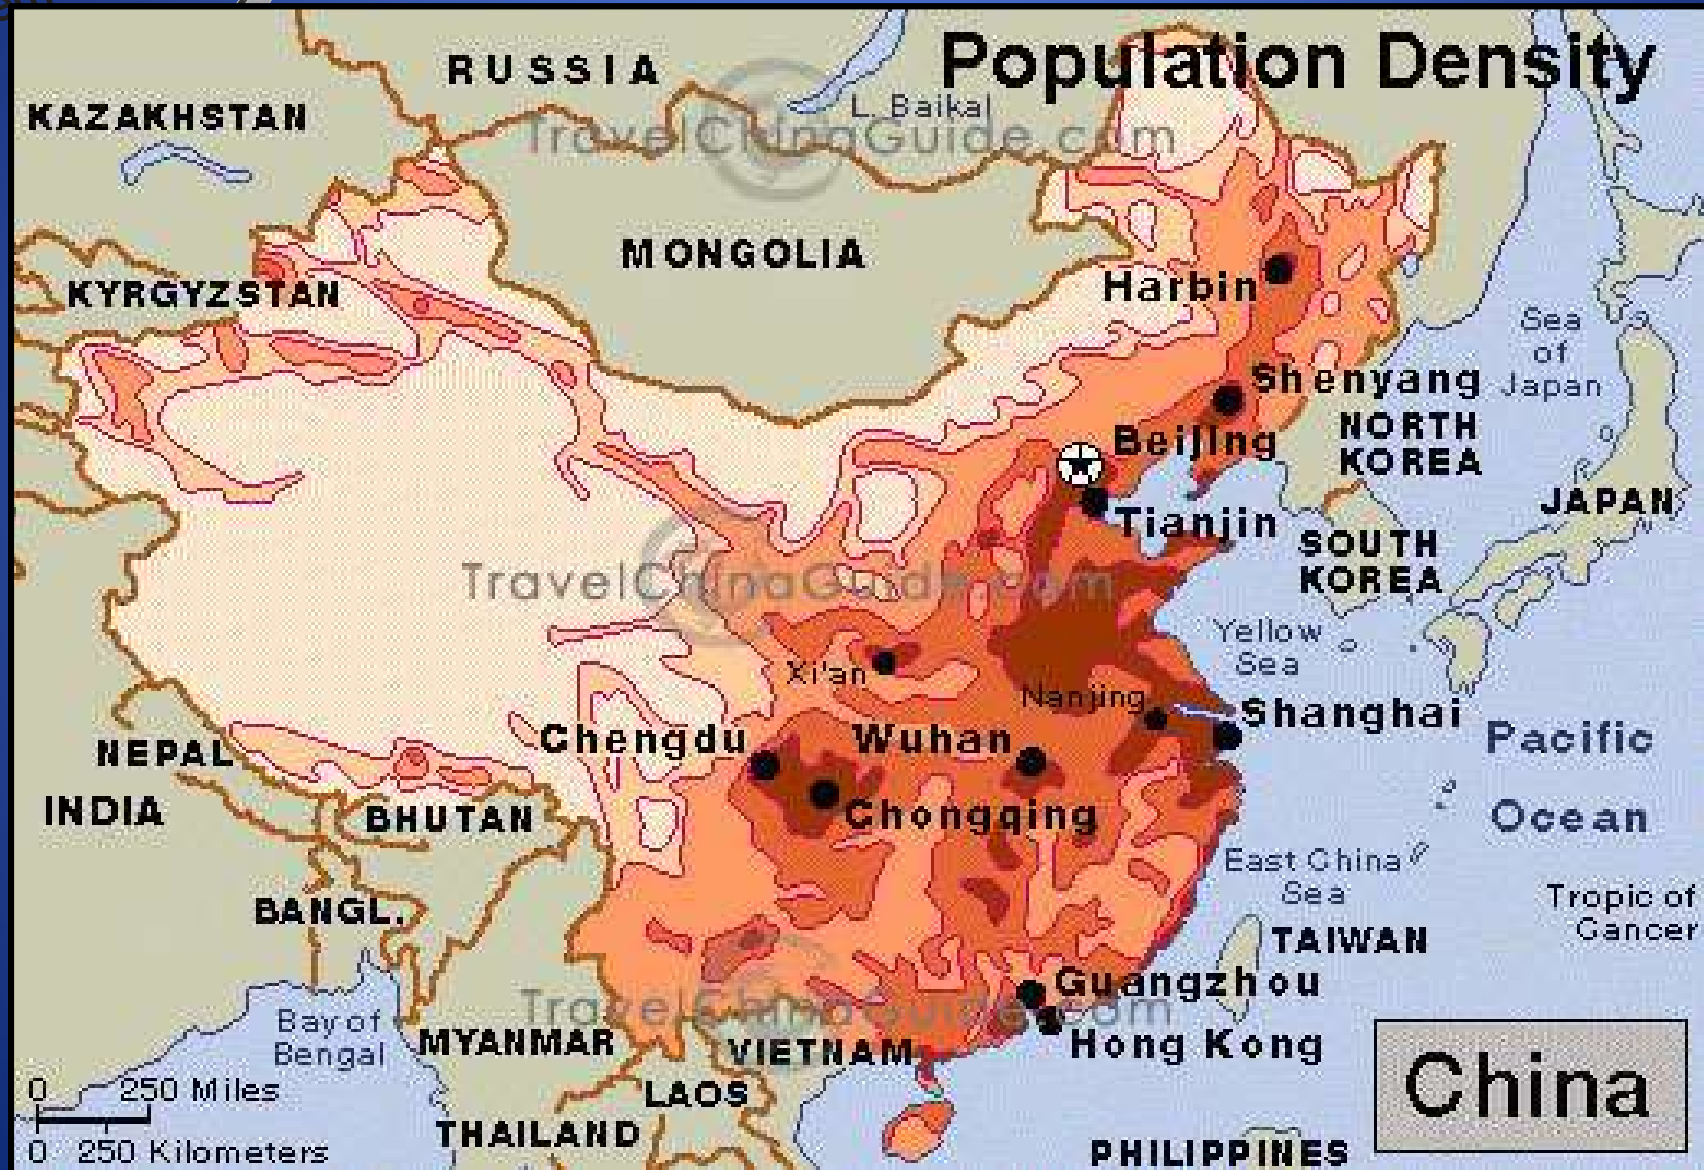 Population Density
RUSSIA
L. Baikal
KAZAKHSTAN
TravelChinaGuide.com
MONGOLIA
Harbin
KYRGYZSTAN
Sea
of
Japan
Shenyang
Beijing
NORTH
KOREA
JAPAN
Tianjin
SOUTH
KOREA
TravelChinaGuide.com
Yellow
Sea
Xi'an
Nanjing
Shanghai
Chengdu
Wuhan
Pacific
Ocean
NEPAL
INDIA
BHUTAN
Chongqing
East China
Sea
Tropic of
Cancer
BANGL.
TAIWAN
Guangzhou
TravelChinaGuide.com
Bay of
Bengal
MYANMAR
VIETNAM
Hong Kong
LAOS
China
0 250 Miles
0 250 Kilometers
THAILAND
PHILIPPINES